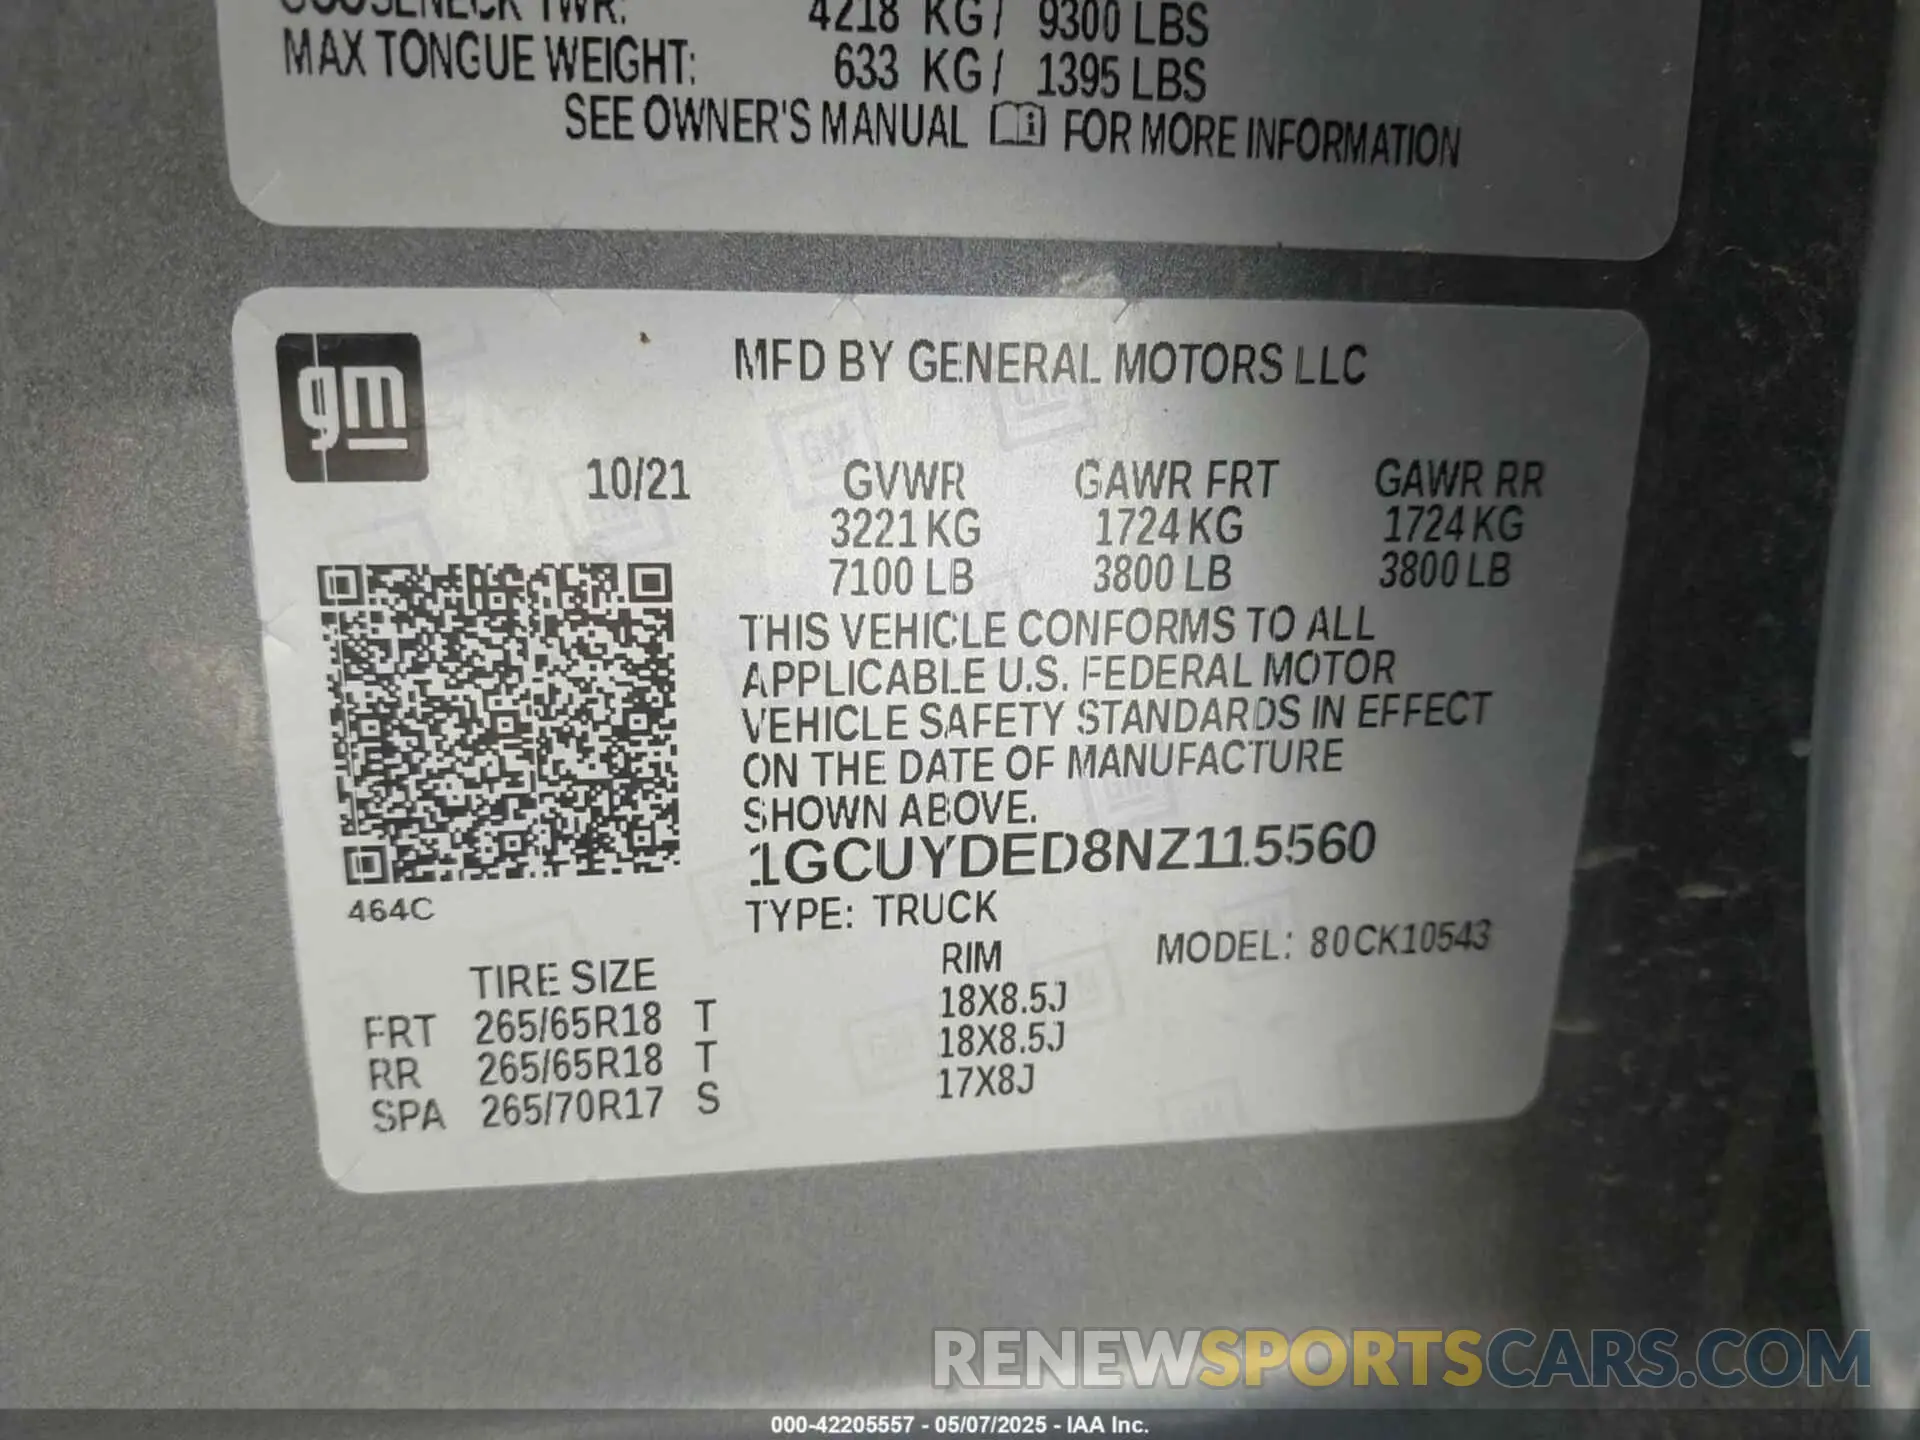 GOOSENECK TWR: 4218 KG / 9300 LBS
MAX TONGUE WEIGHT: 633 KG / 1395 LBS
SEE OWNER'S MANUAL FOR MORE INFORMATION
gm
MFD BY GENERAL MOTORS LLC
10/21 GVWR GAWR FRT GAWR RR
3221 KG 1724 KG 1724 KG
7100 LB 3800 LB 3800 LB
THIS VEHICLE CONFORMS TO ALL
APPLICABLE U.S. FEDERAL MOTOR
VEHICLE SAFETY STANDARDS IN EFFECT
ON THE DATE OF MANUFACTURE
SHOWN ABOVE.
1GCUYDED8NZ115560
464C
TYPE: TRUCK
MODEL: 80CK10543
TIRE SIZE RIM
FRT 265/65R18 T 18X8.5J
RR 265/65R18 T 18X8.5J
SPA 265/70R17 S 17X8J
RENEWSPORTSCARS.COM
000-42205557 - 05/07/2025 - IAA Inc.